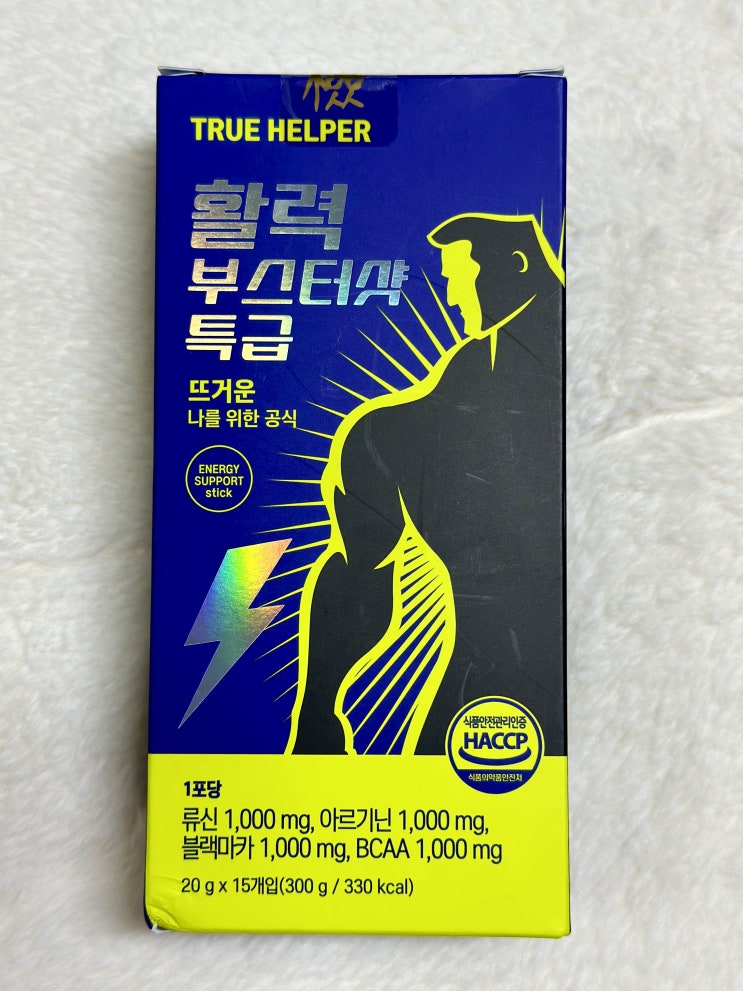 TRUE HELPER
활력
부스터샷
특급
뜨거운
나를 위한 공식
ENERGY
SUPPORT
stick
식품안전관리인증
HACCP
식품의약품안전처
1포당
류신 1,000 mg, 아르기닌 1,000 mg,
블랙마카 1,000 mg, BCAA 1,000 mg
20 g x 15개입(300 g / 330 kcal)